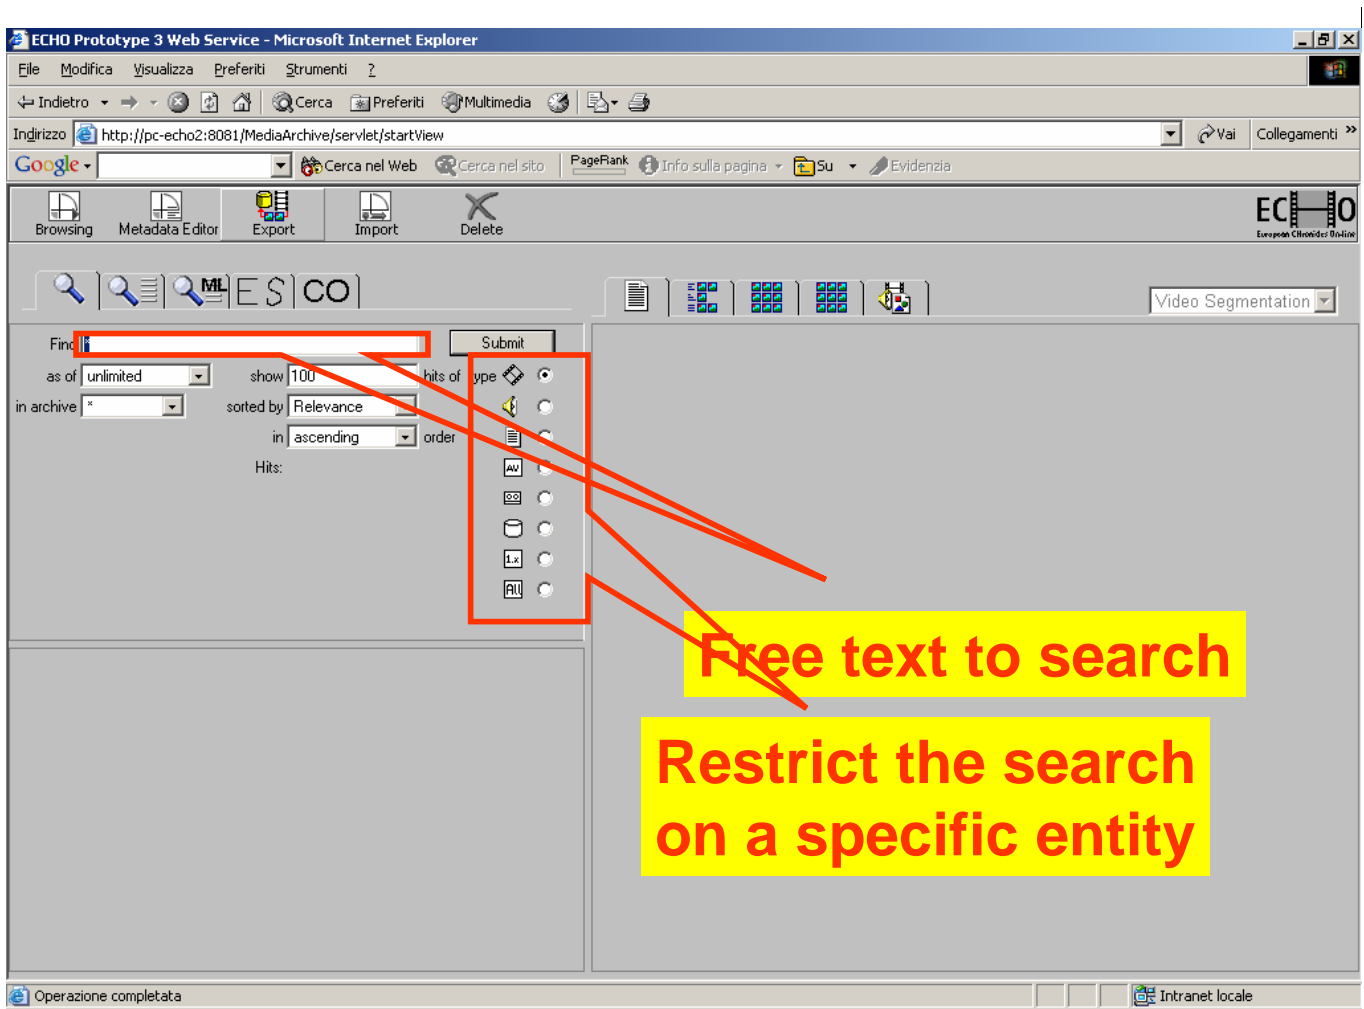 ECHO Prototype 3 Web Service - Microsoft Internet Explorer
File Modifica Visualizza Preferiti Strumenti ?
Indietro Cerca Preferiti Multimedia
Indirizzo http://pc-echo2:8081/MediaArchive/servlet/startView Vai Collegamenti »
Google Cerca nel Web Cerca nel sito PageRank Info sulla pagina Su Evidenzia
Browsing Metadata Editor Export Import Delete
ECHO
European CHronicles On-line
ML E S CO
Video Segmentation
Find * Submit
as of unlimited show 100 hits of type
in archive * sorted by Relevance
in ascending order
Hits:
AV
1.x
All
Free text to search
Restrict the search
on a specific entity
Operazione completata Intranet locale